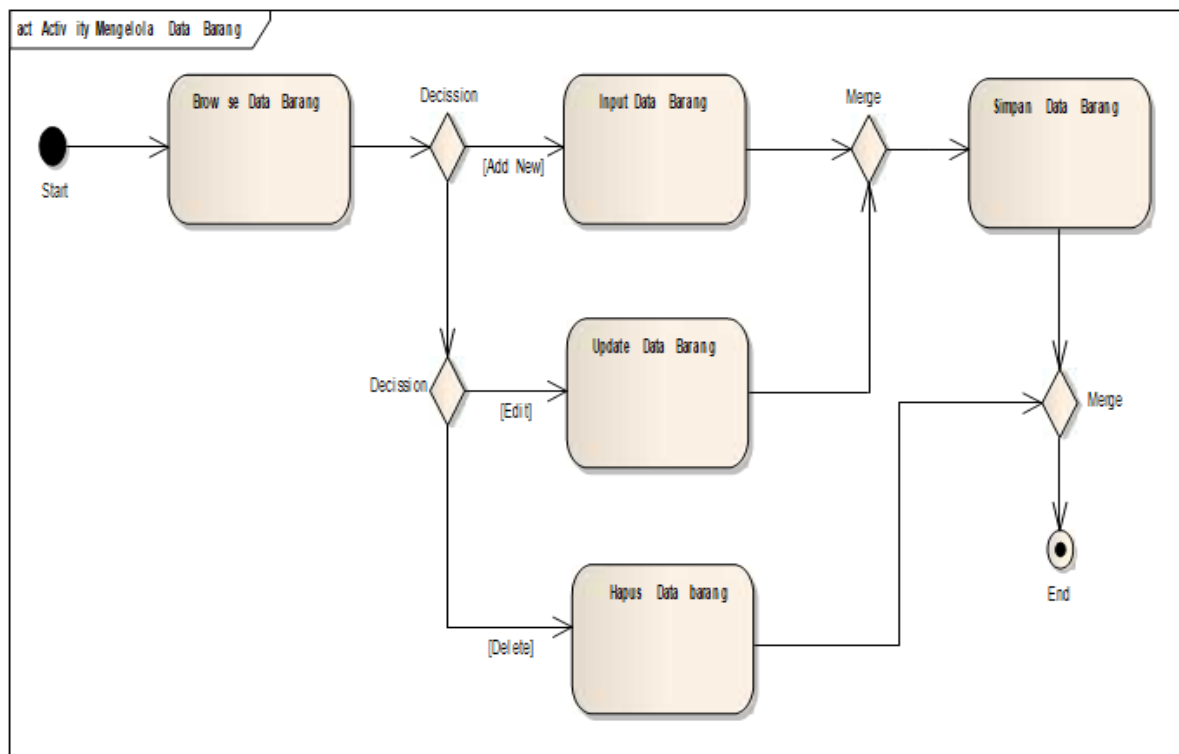 act Activity Mengelola Data Barang
Browse Data Barang
Decission
Input Data Barang
Merge
Simpan Data Barang
Start
[Add New]
Update Data Barang
Decission
[Edit]
Merge
Hapus Data barang
End
[Delete]